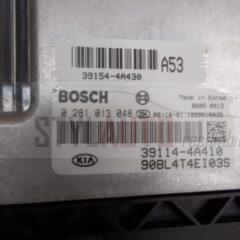 A53
39154-4A430
Made in Korea
BOSCH
0 281 013 048
KIA
39114-4A410
90BL4T4EI03S